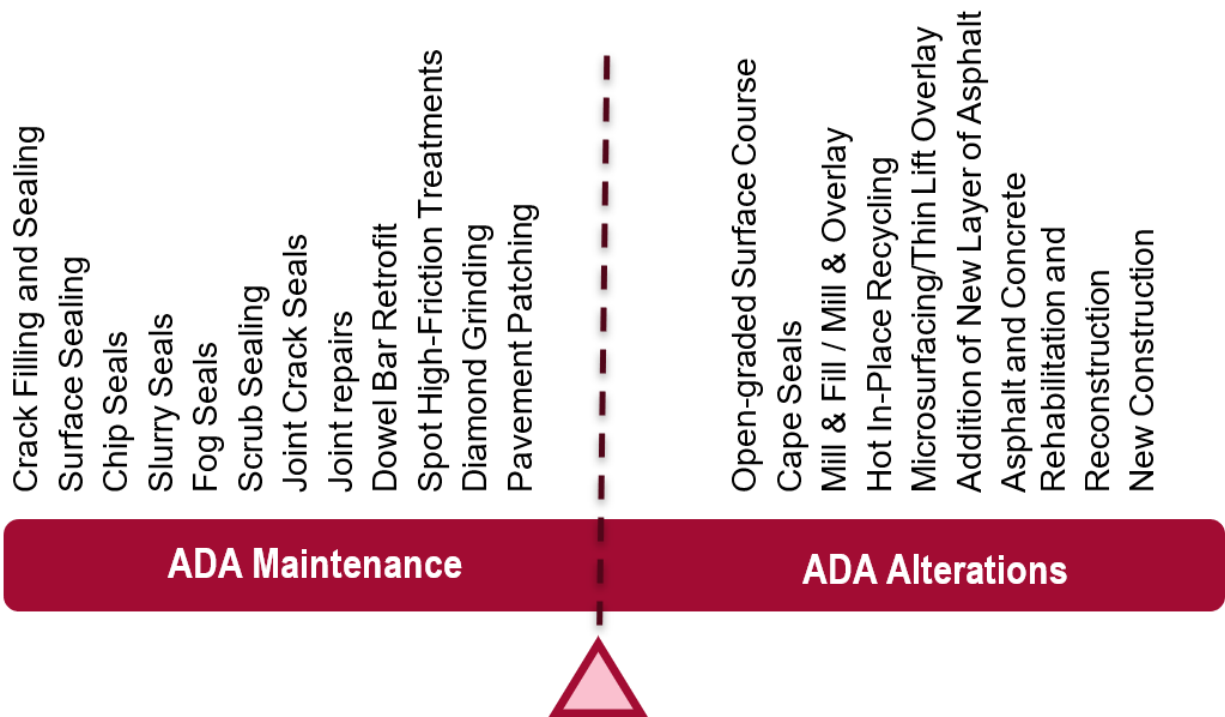 Crack Filling and Sealing
Surface Sealing
Chip Seals
Slurry Seals
Fog Seals
Scrub Sealing
Joint Crack Seals
Joint repairs
Dowel Bar Retrofit
Spot High-Friction Treatments
Diamond Grinding
Pavement Patching
Open-graded Surface Course
Cape Seals
Mill & Fill / Mill & Overlay
Hot In-Place Recycling
Microsurfacing/Thin Lift Overlay
Addition of New Layer of Asphalt
Asphalt and Concrete
Rehabilitation and
Reconstruction
New Construction
ADA Maintenance
ADA Alterations